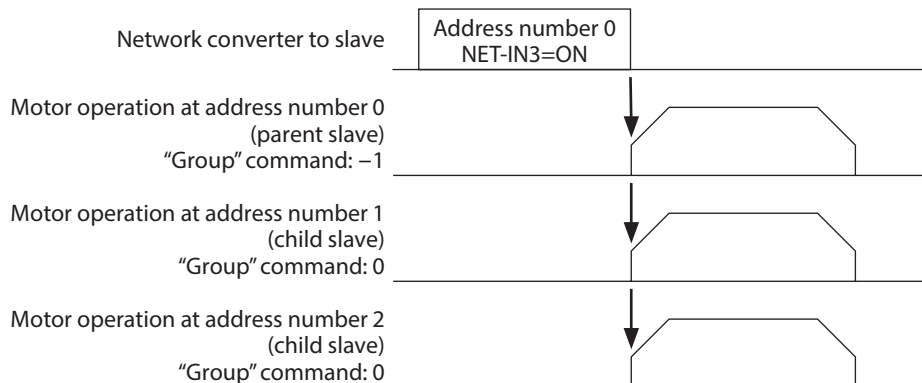 Network converter to slave
Address number 0
NET-IN3=ON
Motor operation at address number 0
(parent slave)
“Group” command: −1
Motor operation at address number 1
(child slave)
“Group” command: 0
Motor operation at address number 2
(child slave)
“Group” command: 0